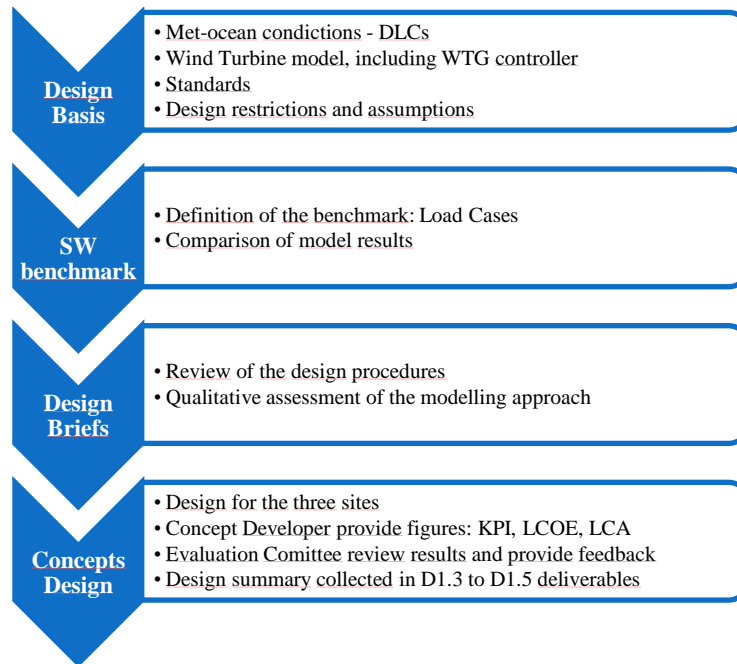 Design
Basis
• Met-ocean condictions - DLCs
• Wind Turbine model, including WTG controller
• Standards
• Design restrictions and assumptions
SW
benchmark
• Definition of the benchmark: Load Cases
• Comparison of model results
Design
Briefs
• Review of the design procedures
• Qualitative assessment of the modelling approach
Concepts
Design
• Design for the three sites
• Concept Developer provide figures: KPI, LCOE, LCA
• Evaluation Comittee review results and provide feedback
• Design summary collected in D1.3 to D1.5 deliverables